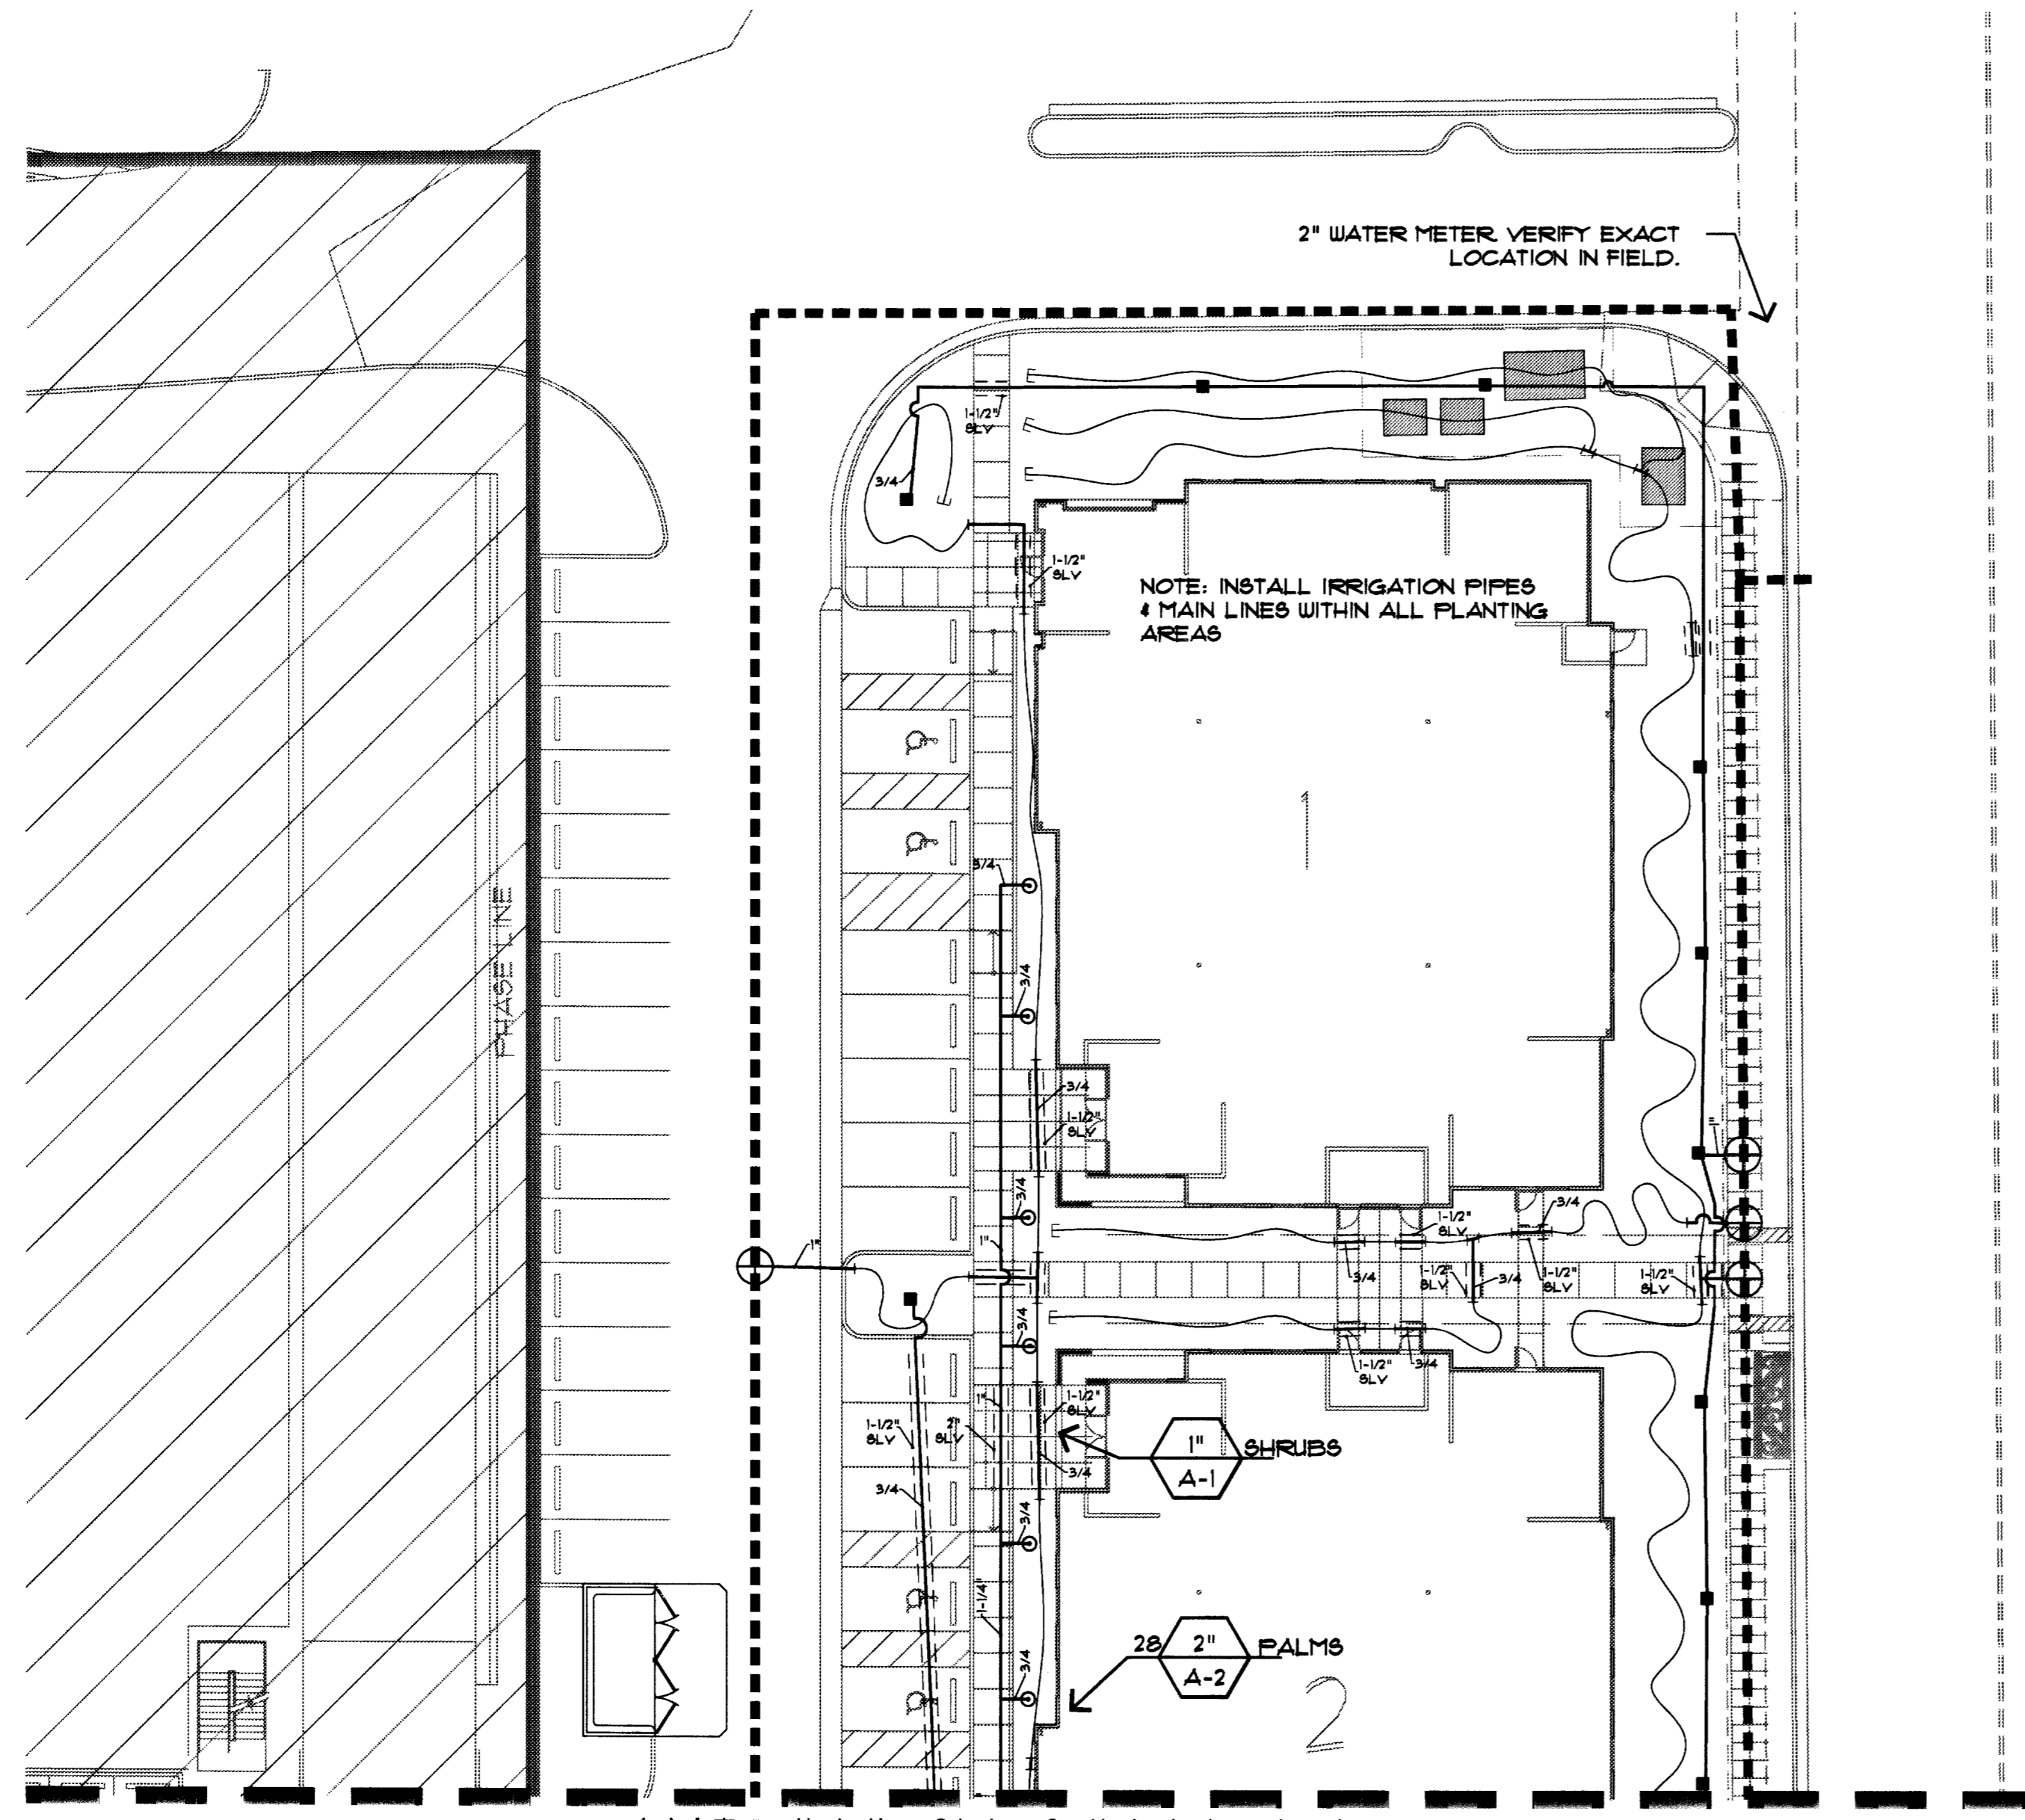 2" WATER METER. VERIFY EXACT
LOCATION IN FIELD.
1-1/2"
SLV
3/4
1-1/2"
SLV
NOTE: INSTALL IRRIGATION PIPES
& MAIN LINES WITHIN ALL PLANTING
AREAS
1
3/4
PHASE LINE
3/4
3/4
1-1/2"
SLV
1"
3/4
3/4
1-1/2"
SLV
1"
1"
3/4
1-1/2"
SLV
3/4
1-1/2"
SLV
1-1/2"
SLV
3/4
1-1/2"
SLV
3/4
1"
1-1/2"
SLV
1-1/2"
SLV
2"
SLV
1"
SHRUBS
A-1
3/4
3/4
3/4
1-1/4"
28
2"
PALMS
A-2
3/4
2